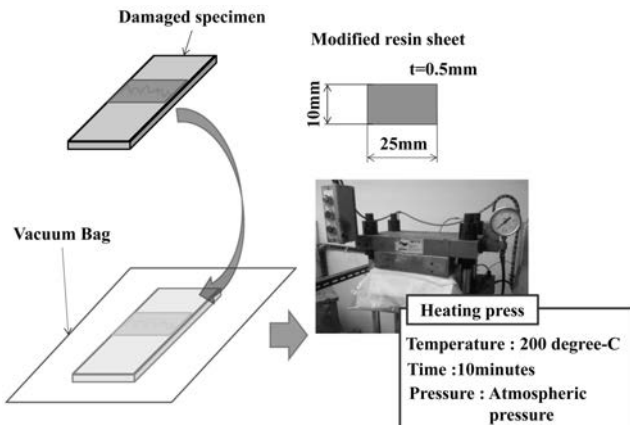 Damaged specimen
Modified resin sheet
t=0.5mm
10mm
25mm
Vacuum Bag
Heating press
Temperature : 200 degree-C
Time :10minutes
Pressure : Atmospheric
pressure